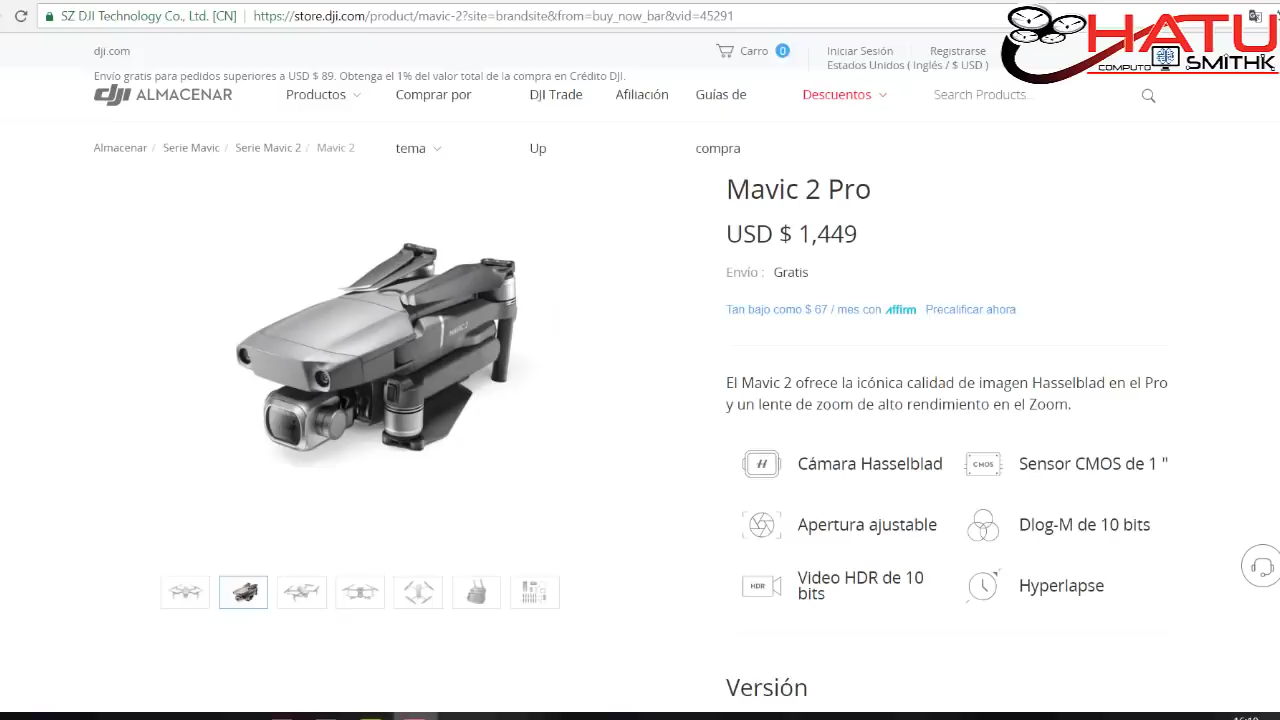 SZ DJI Technology Co., Ltd. [CN] https://store.dji.com/product/mavic-2?site=brandsite&from=buy_now_bar&vid=45291
HATU
COMPUTO SMITHK
dji.com
Carro 0
Iniciar Sesión
Registrarse
Estados Unidos ( Inglés / $ USD )
Envío gratis para pedidos superiores a USD $ 89. Obtenga el 1% del valor total de la compra en Crédito DJI.
dji ALMACENAR
Productos
Comprar por tema
DJI Trade Up
Afiliación
Guías de compra
Descuentos
Search Products...
Almacenar / Serie Mavic / Serie Mavic 2 / Mavic 2
Mavic 2 Pro
USD $ 1,449
Envío : Gratis
Tan bajo como $ 67 / mes con affirm Precalificar ahora
El Mavic 2 ofrece la icónica calidad de imagen Hasselblad en el Pro
y un lente de zoom de alto rendimiento en el Zoom.
H Cámara Hasselblad
CMOS Sensor CMOS de 1 "
Apertura ajustable
Dlog-M de 10 bits
HDR Video HDR de 10
bits
Hyperlapse
Versión
MAVIC 2